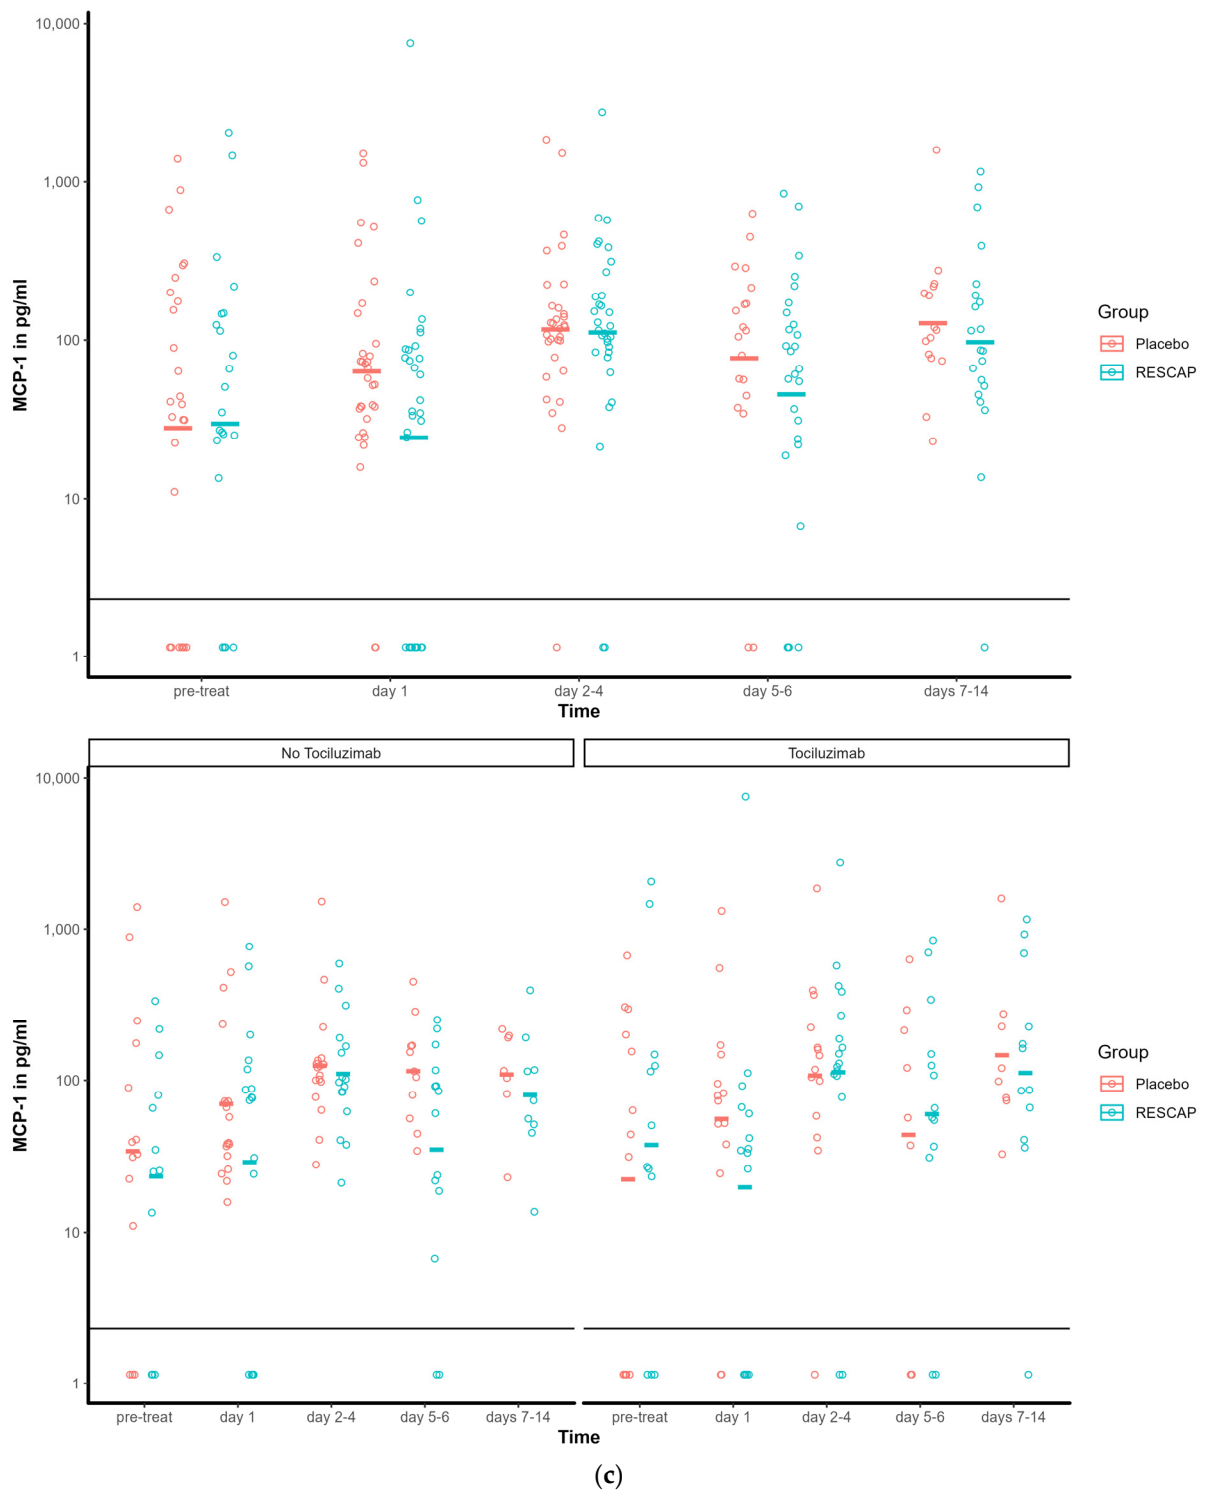 10,000
1,000
100
10
1
MCP-1 in pg/ml
pre-treat day 1 day 2-4 day 5-6 days 7-14
Time
Group
Placebo
RESCAP
No Tociluzimab Tociluzimab
10,000
1,000
100
10
1
MCP-1 in pg/ml
pre-treat day 1 day 2-4 day 5-6 days 7-14 pre-treat day 1 day 2-4 day 5-6 days 7-14
Time
Group
Placebo
RESCAP
(c)